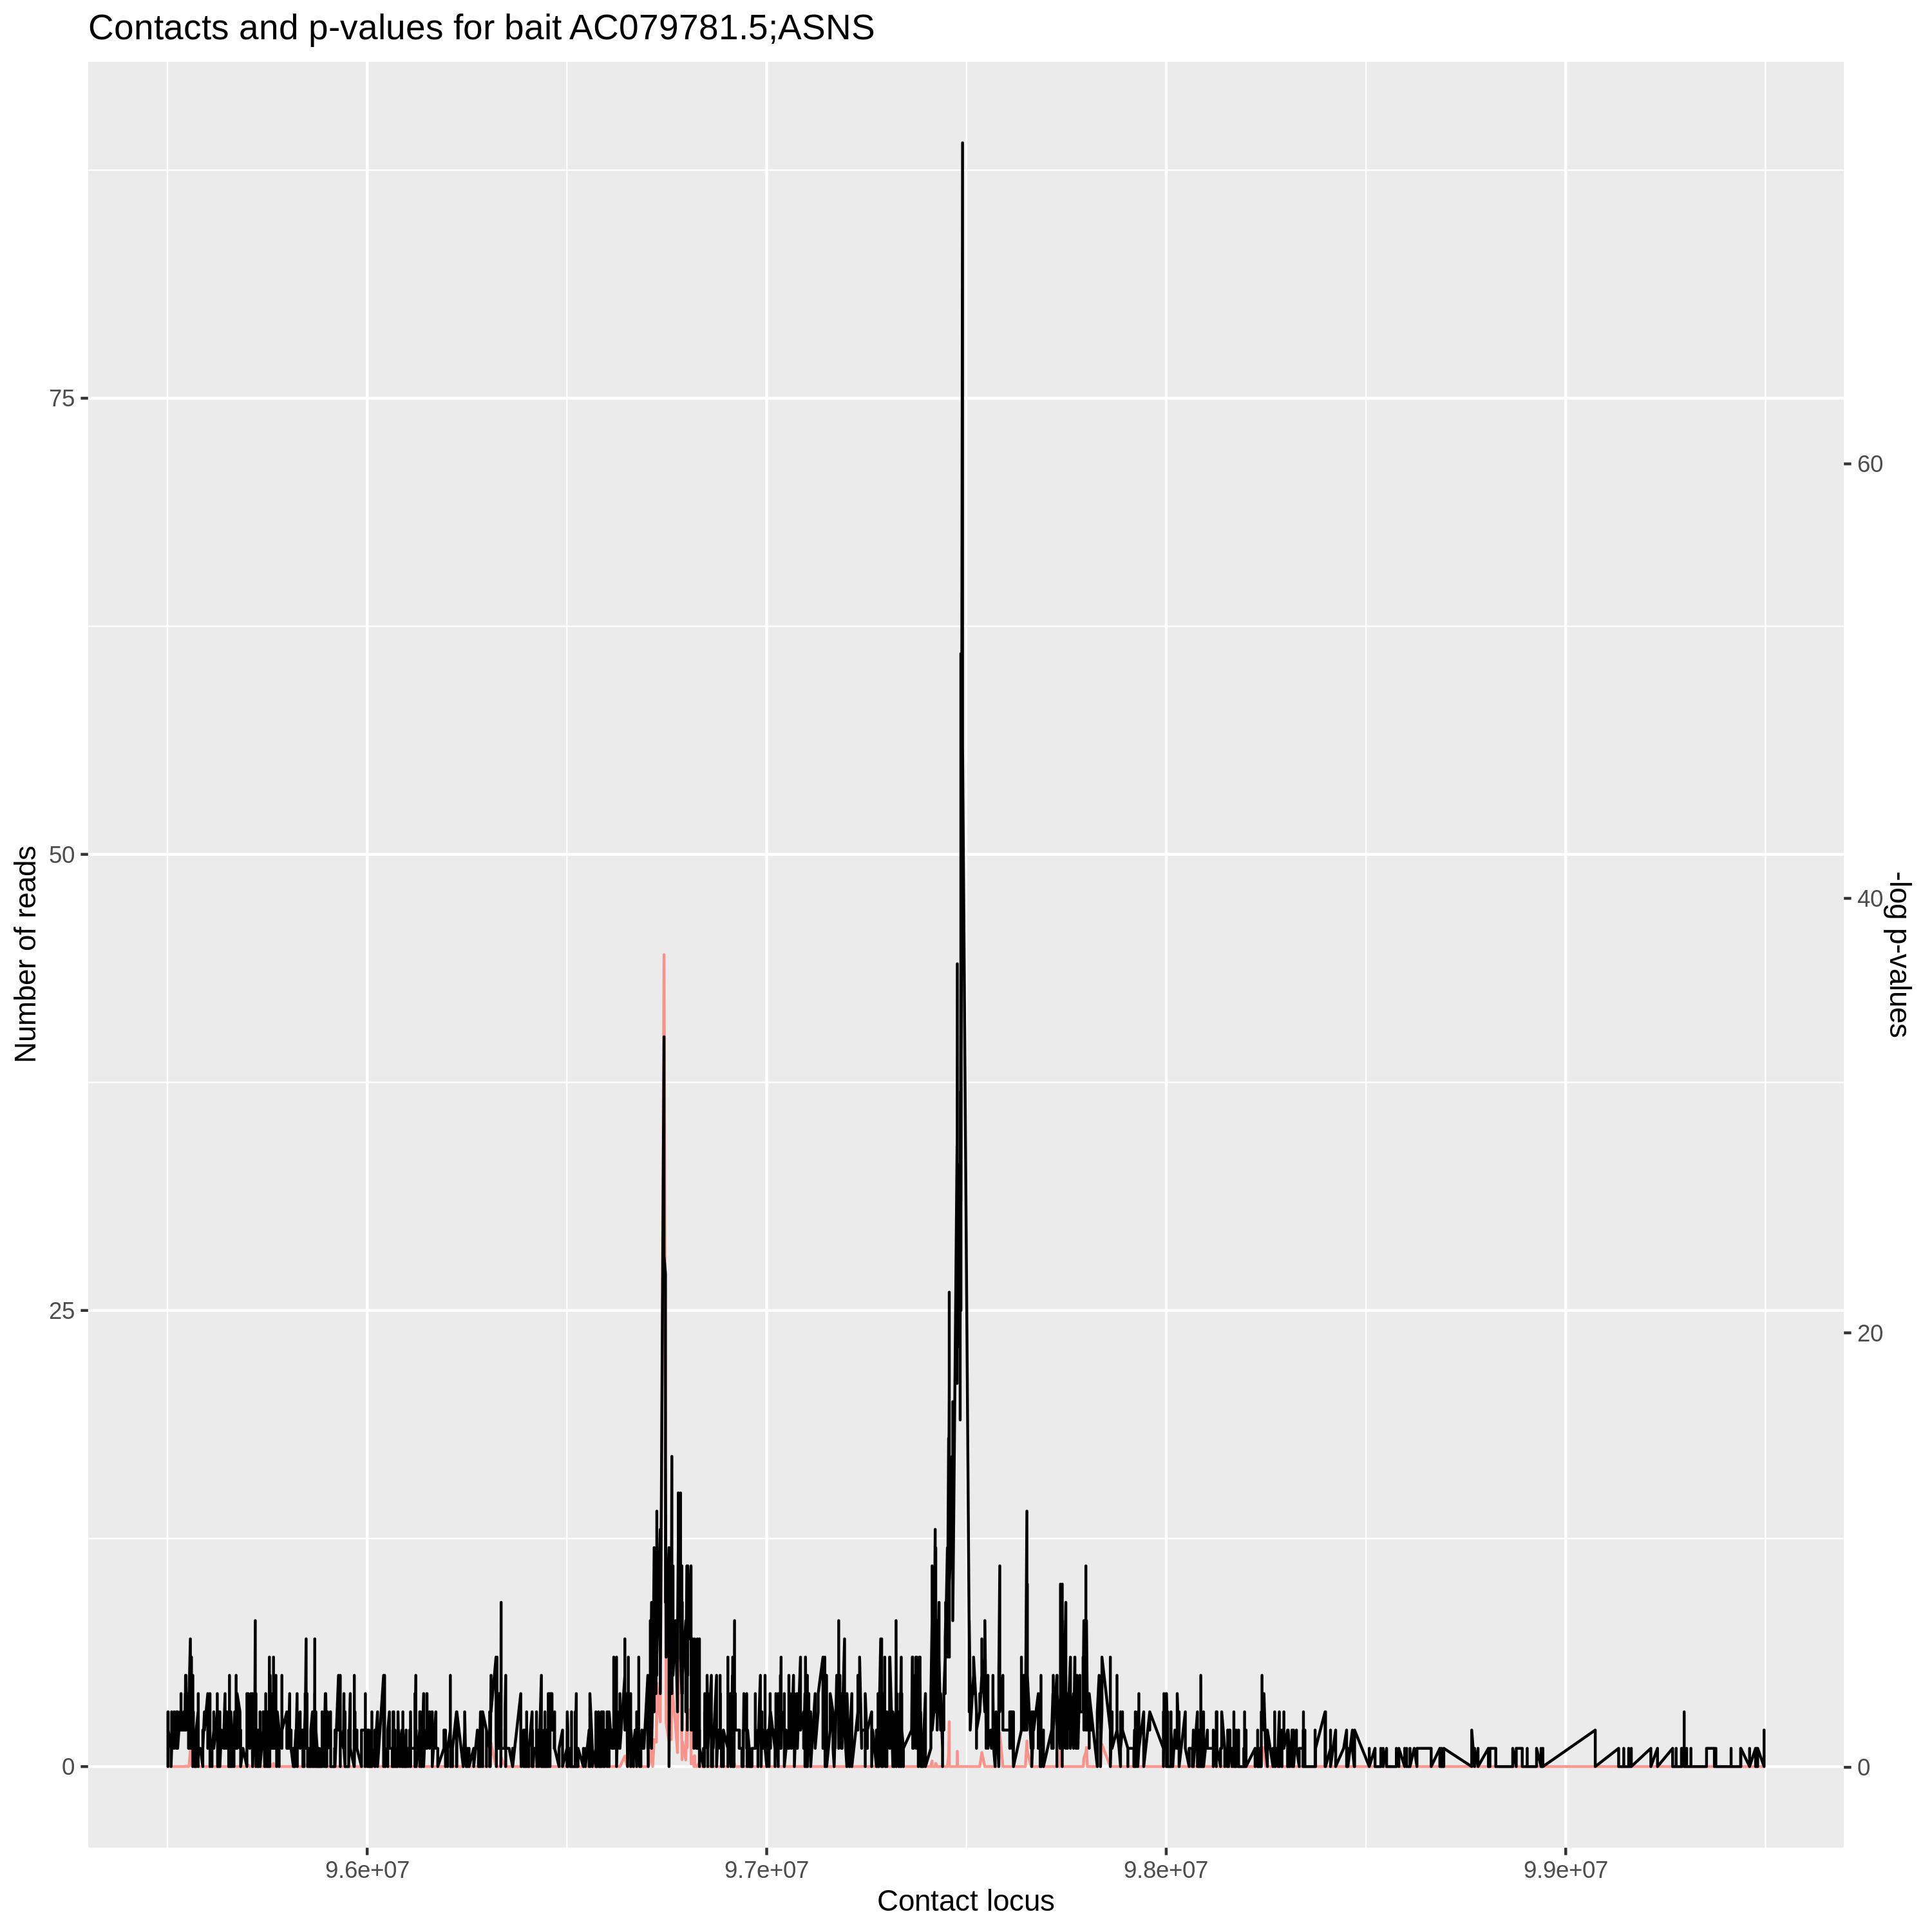 Contacts and p-values for bait AC079781.5;ASNS
75
50
25
0
Number of reads
60
40
20
0
-log p-values
9.6e+07
9.7e+07
9.8e+07
9.9e+07
Contact locus